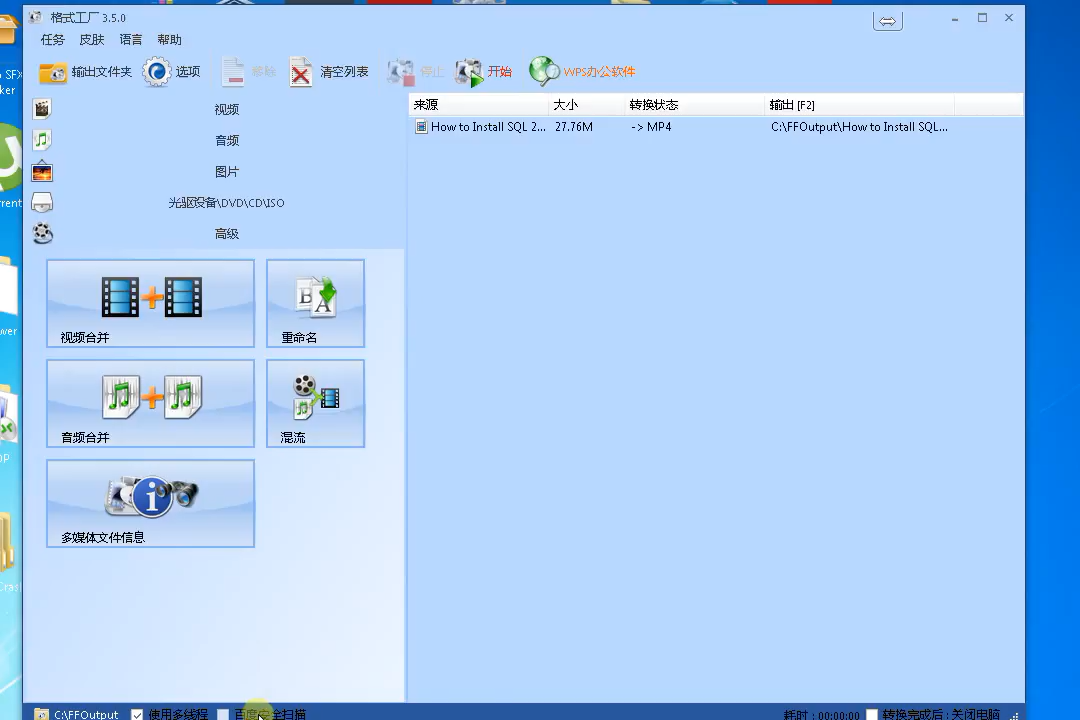 格式工厂 3.5.0
任务 皮肤 语言 帮助
输出文件夹 选项 移除 清空列表 停止 开始 WPS办公软件
视频
音频
图片
光驱设备\DVD\CD\ISO
高级
视频合并 重命名
音频合并 混流
多媒体文件信息
来源 大小 转换状态 输出 [F2]
How to Install SQL 2... 27.76M -> MP4 C:\FFOutput\How to Install SQL...
C:\FFOutput 使用多线程 百度安全扫描 耗时 : 00:00:00 转换完成后 : 关闭电脑